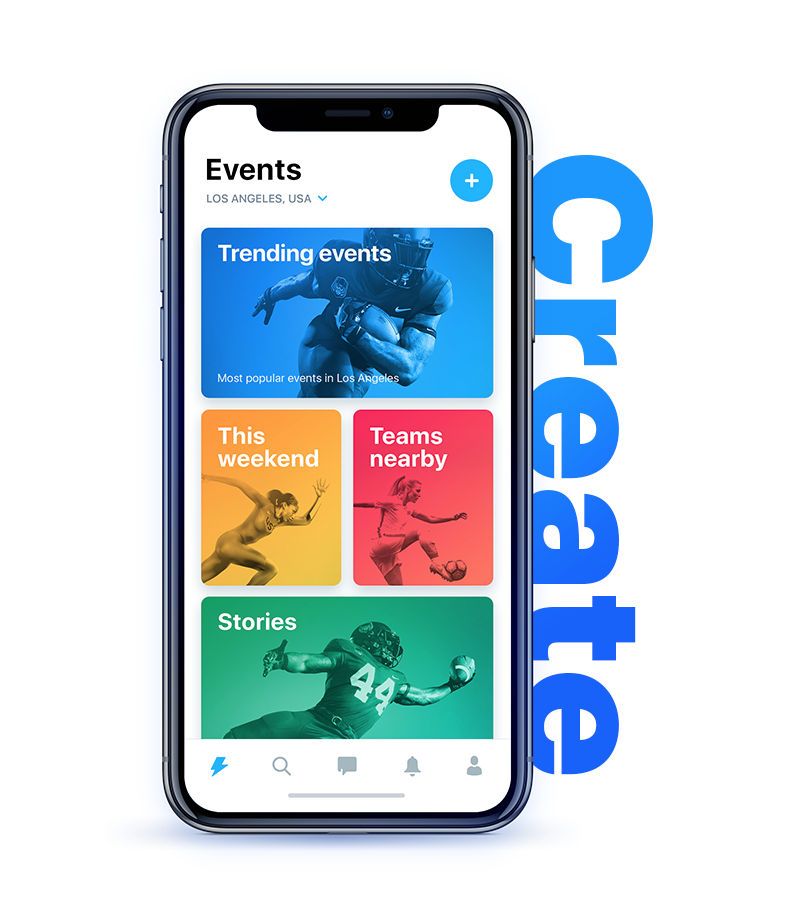 Events
LOS ANGELES, USA
+
Trending events
Most popular events in Los Angeles
This
weekend
Teams
nearby
Stories
44
Create